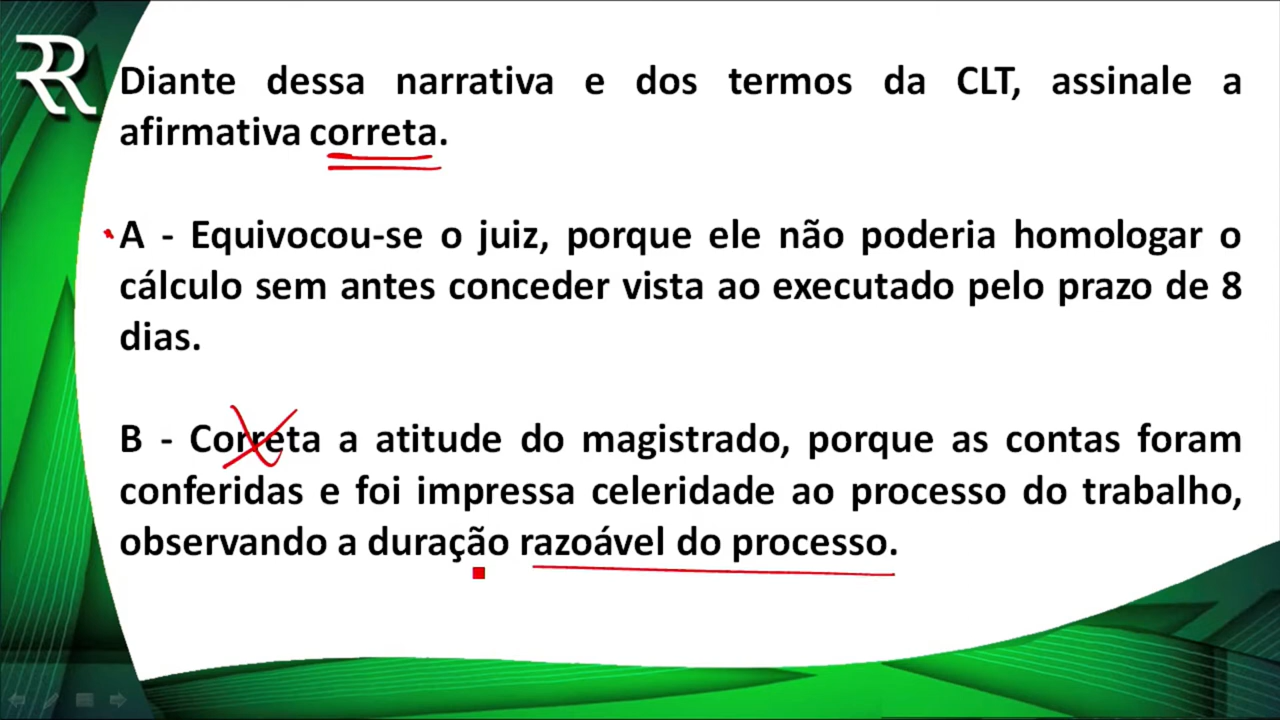 RR
Diante dessa narrativa e dos termos da CLT, assinale a
afirmativa correta.
A - Equivocou-se o juiz, porque ele não poderia homologar o
cálculo sem antes conceder vista ao executado pelo prazo de 8
dias.
B - Correta a atitude do magistrado, porque as contas foram
conferidas e foi impressa celeridade ao processo do trabalho,
observando a duração razoável do processo.